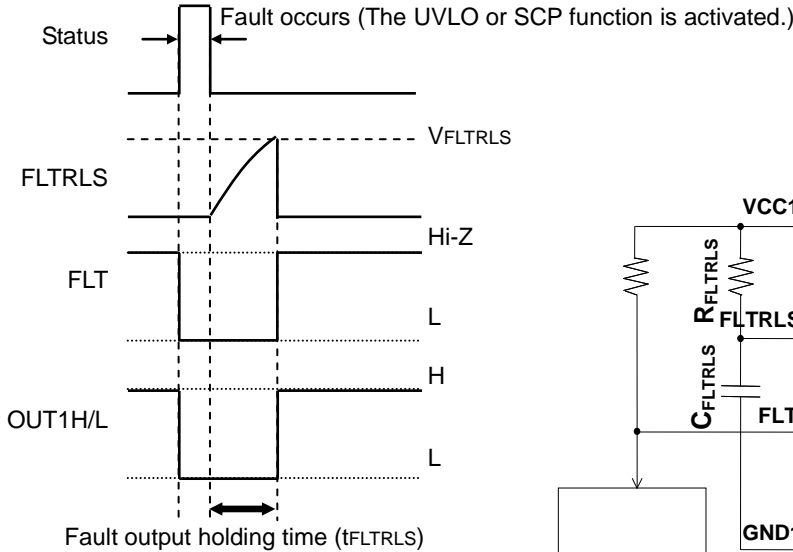 Fault occurs (The UVLO or SCP function is activated.)
Status
VFLTRLS
FLTRLS
Hi-Z
FLT
L
H
OUT1H/L
L
Fault output holding time (tFLTRLS)
VCC1
RFLTRLS
FLTRLS
CFLTRLS
FLT
GND1